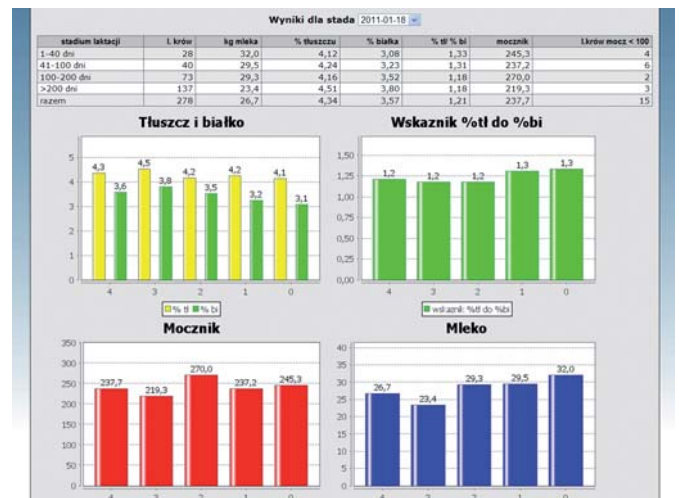 Wyniki dla stada 2011-01-18
stadium laktacji l. krów kg mleka % tłuszczu % białka % tł/ % bi mocznik l.krów mocz < 100
1-40 dni 28 32,0 4,12 3,08 1,33 245,3 4
41-100 dni 40 29,5 4,24 3,23 1,31 237,2 6
100-200 dni 73 29,3 4,16 3,52 1,18 270,0 2
>200 dni 137 23,4 4,51 3,80 1,18 219,3 3
razem 278 26,7 4,34 3,57 1,21 237,7 15
Tłuszcz i białko
5
4
3
2
1
0
4,3 3,6 4,5 3,8 4,2 3,5 4,2 3,2 4,1 3,1
4 3 2 1 0
% tł % bi
Wskaznik %tł do %bi
1,50
1,25
1,00
0,75
0,50
0,25
0,00
1,2 1,2 1,2 1,3 1,3
4 3 2 1 0
wskaznik %tł do %bi
Mocznik
350
300
250
200
150
100
50
0
237,7 219,3 270,0 237,2 245,3
4 3 2 1 0
Mleko
40
35
30
25
20
15
10
5
0
26,7 23,4 29,3 29,5 32,0
4 3 2 1 0